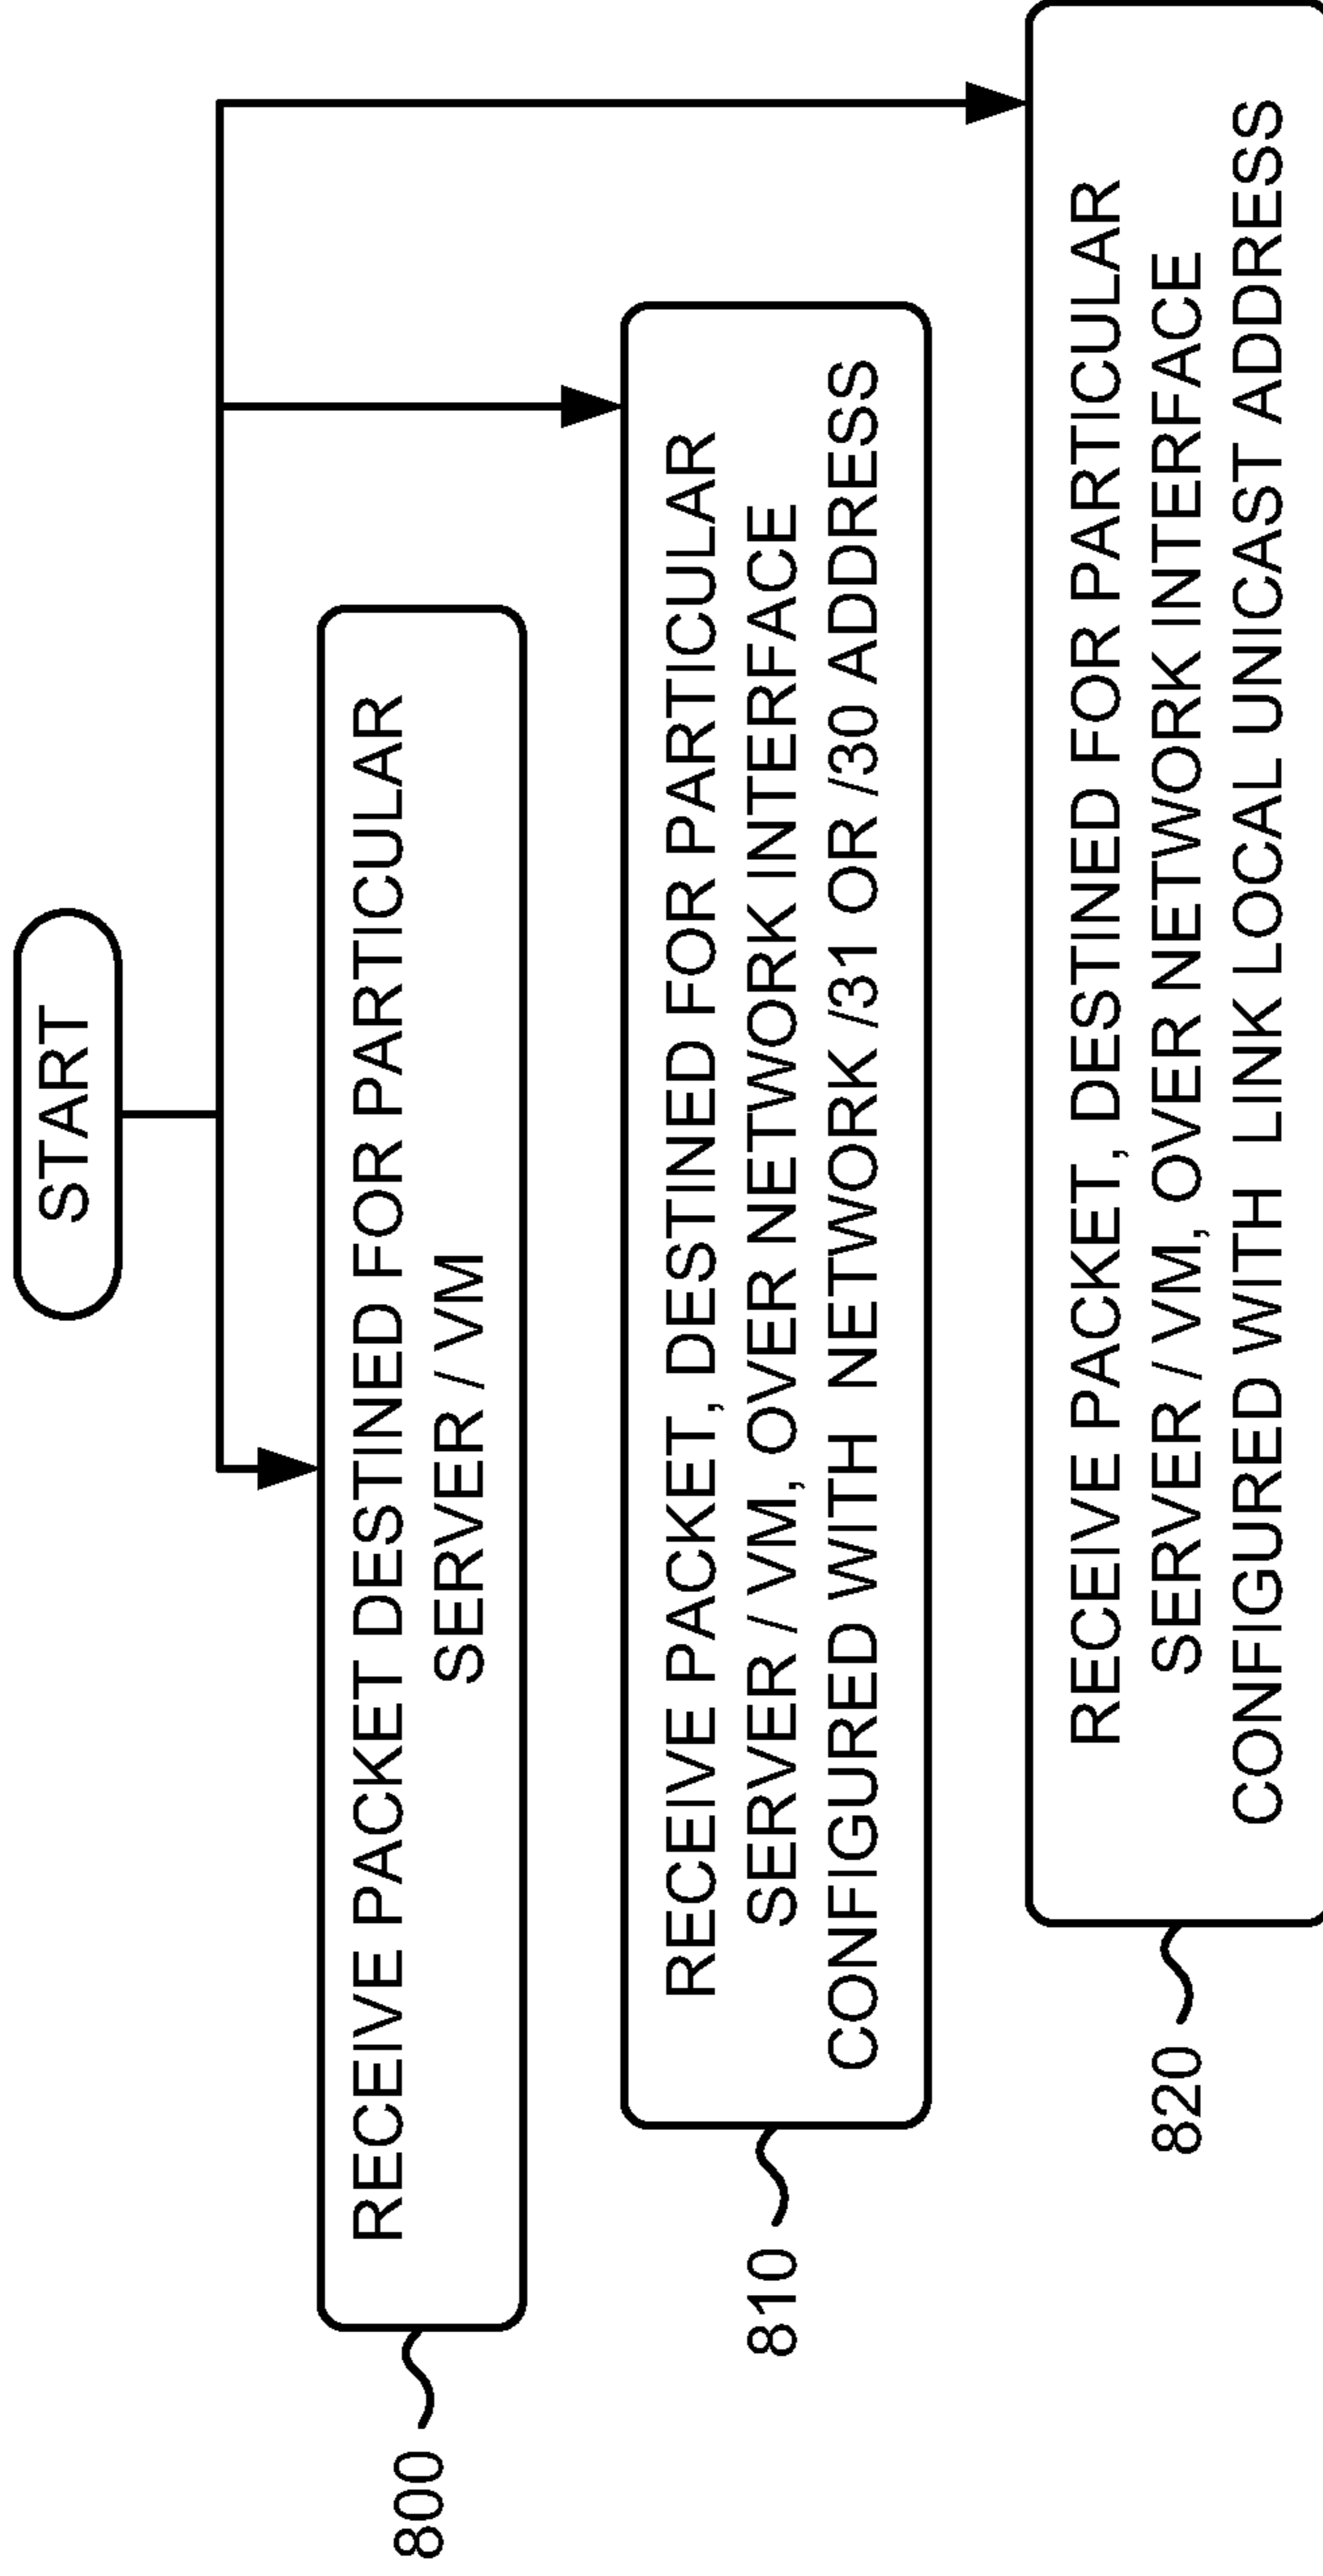 START
800
RECEIVE PACKET DESTINED FOR PARTICULAR
SERVER / VM
810
RECEIVE PACKET, DESTINED FOR PARTICULAR
SERVER / VM, OVER NETWORK INTERFACE
CONFIGURED WITH NETWORK /31 OR /30 ADDRESS
820
RECEIVE PACKET, DESTINED FOR PARTICULAR
SERVER / VM, OVER NETWORK INTERFACE
CONFIGURED WITH LINK LOCAL UNICAST ADDRESS